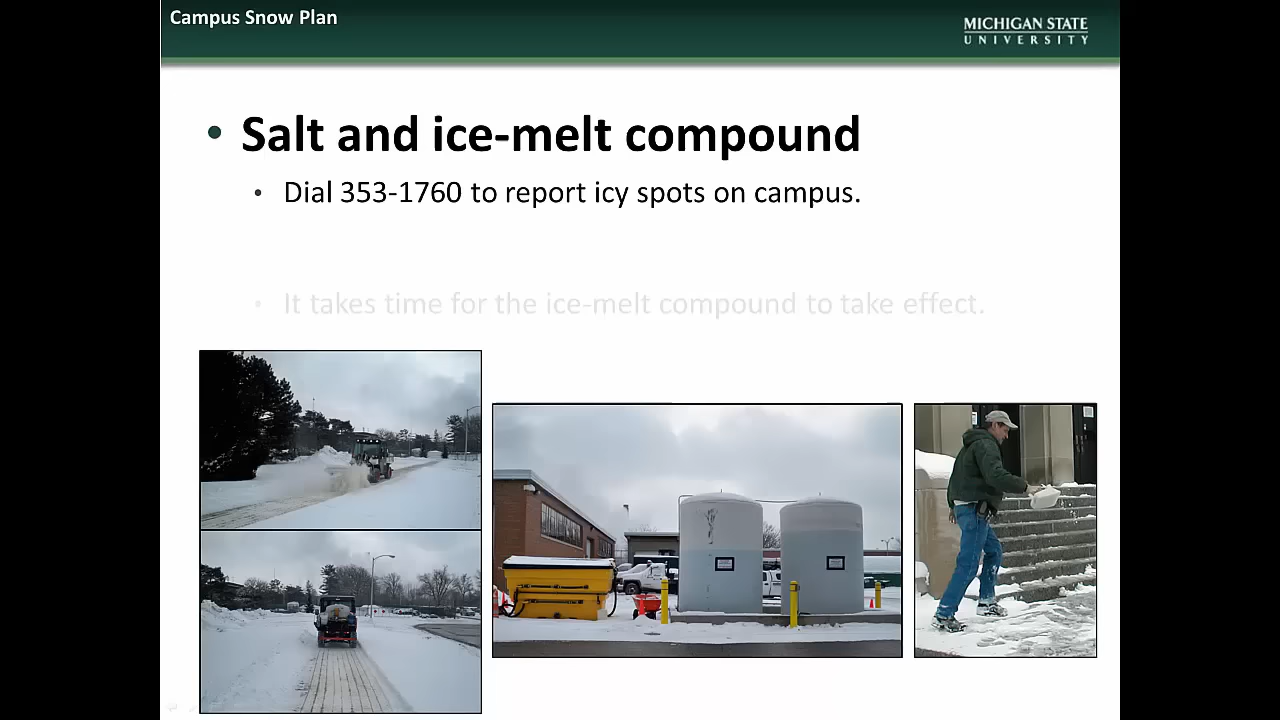 Campus Snow Plan
MICHIGAN STATE
UNIVERSITY
• Salt and ice-melt compound
• Dial 353-1760 to report icy spots on campus.
• It takes time for the ice-melt compound to take effect.